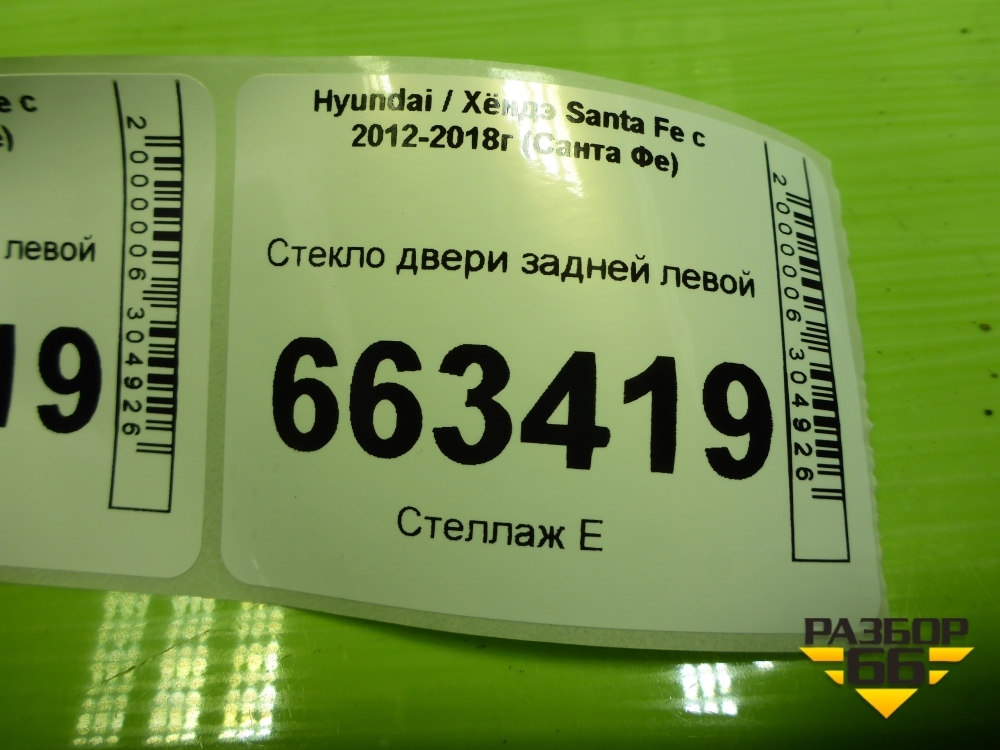 е с
е)
левой
19
2000006304926
Hyundai / Хёндэ Santa Fe с
2012-2018г (Санта Фе)
Стекло двери задней левой
663419
Стеллаж Е
2000006304926
РАЗБОР
66